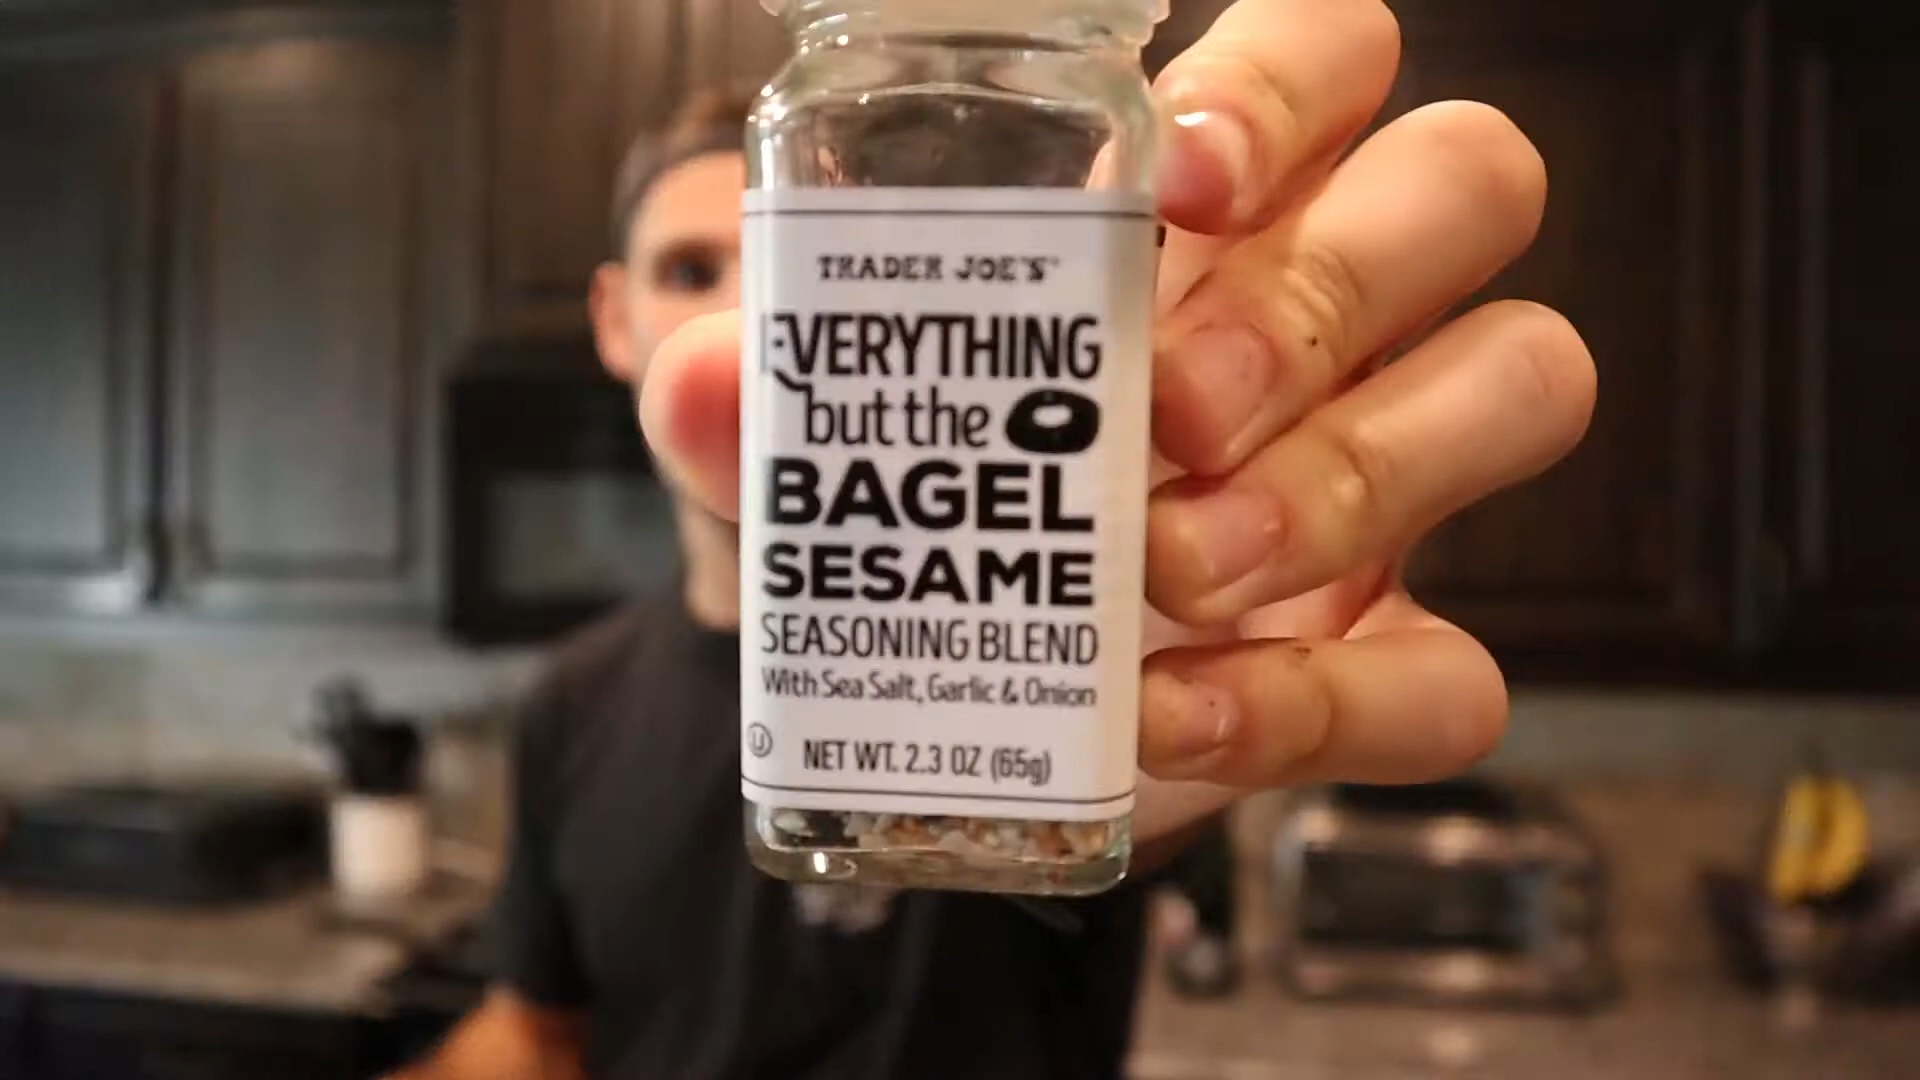 TRADER JOE'S
EVERYTHING
but the
BAGEL
SESAME
SEASONING BLEND
With Sea Salt, Garlic & Onion
U
NET WT. 2.3 OZ (65g)